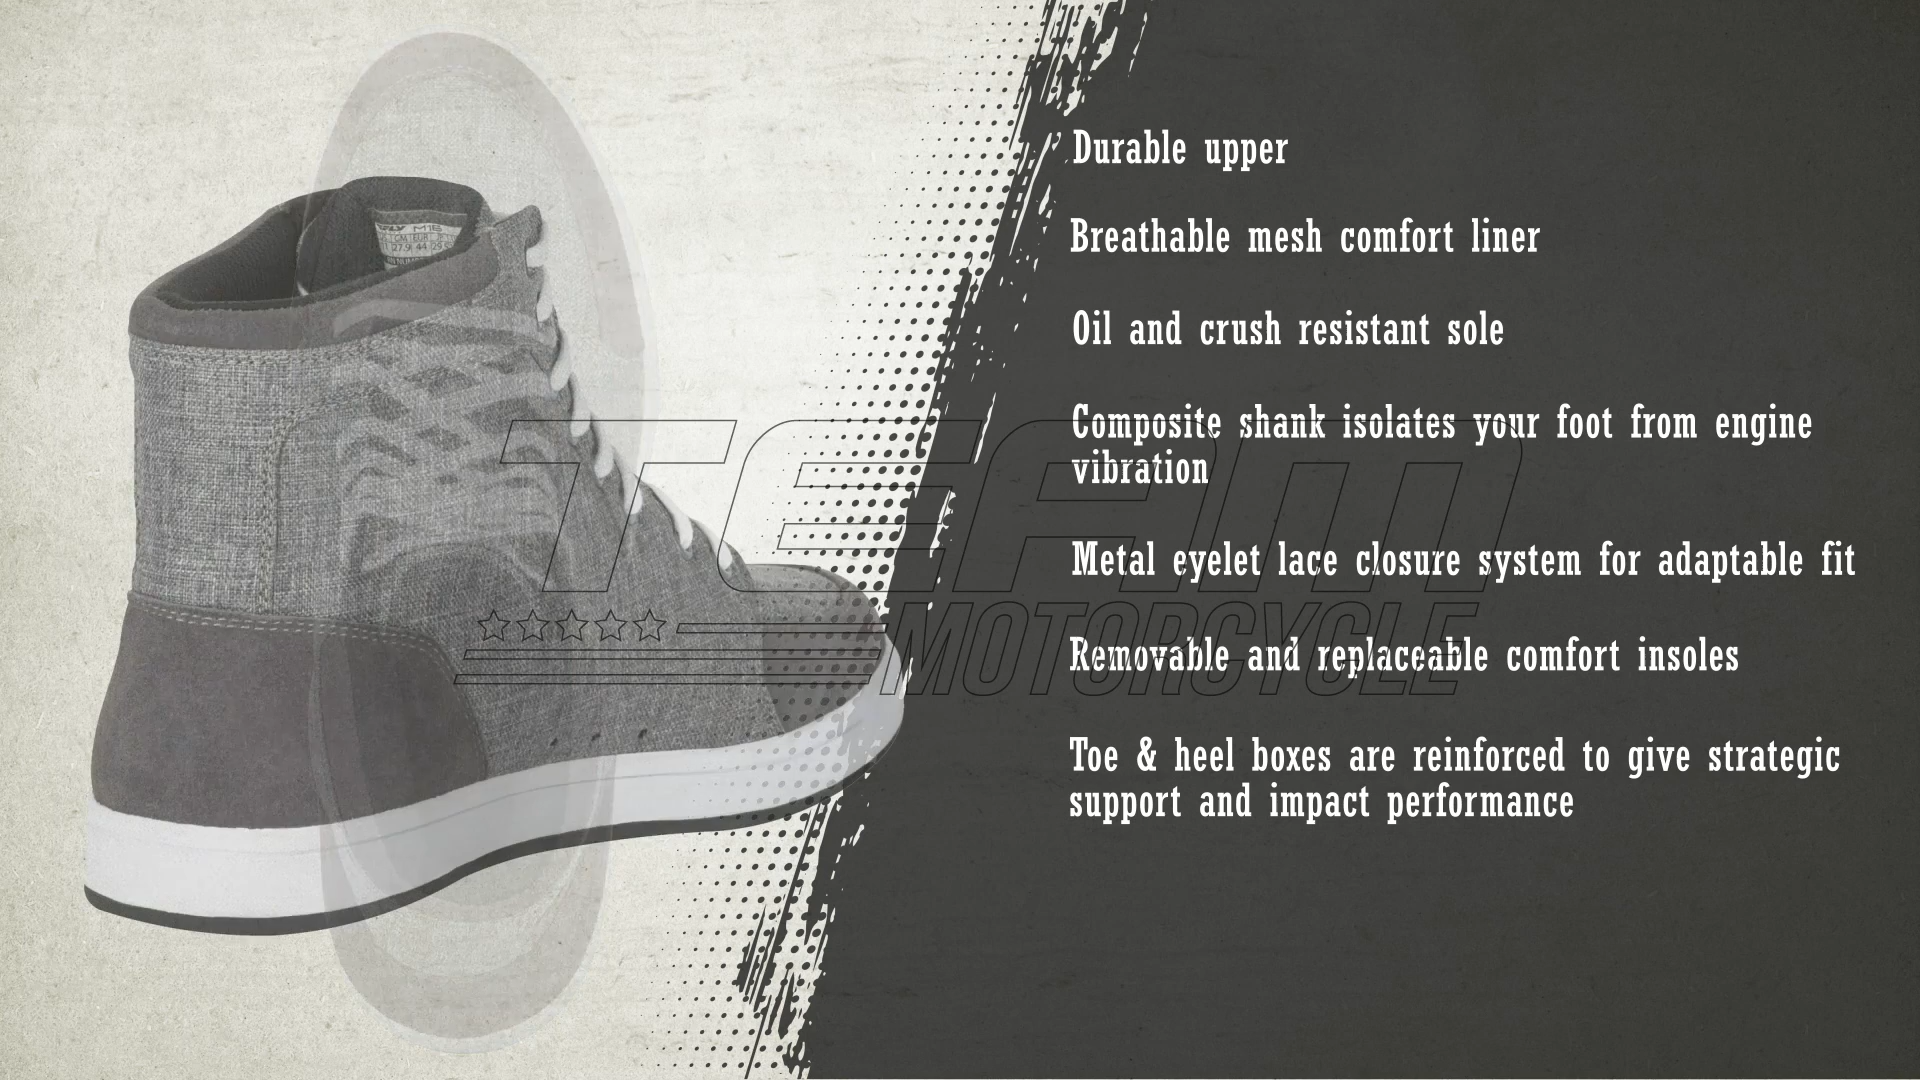 Durable upper
Breathable mesh comfort liner
Oil and crush resistant sole
Composite shank isolates your foot from engine
vibration
Metal eyelet lace closure system for adaptable fit
Removable and replaceable comfort insoles
Toe & heel boxes are reinforced to give strategic
support and impact performance
TEAM
MOTORCYCLE